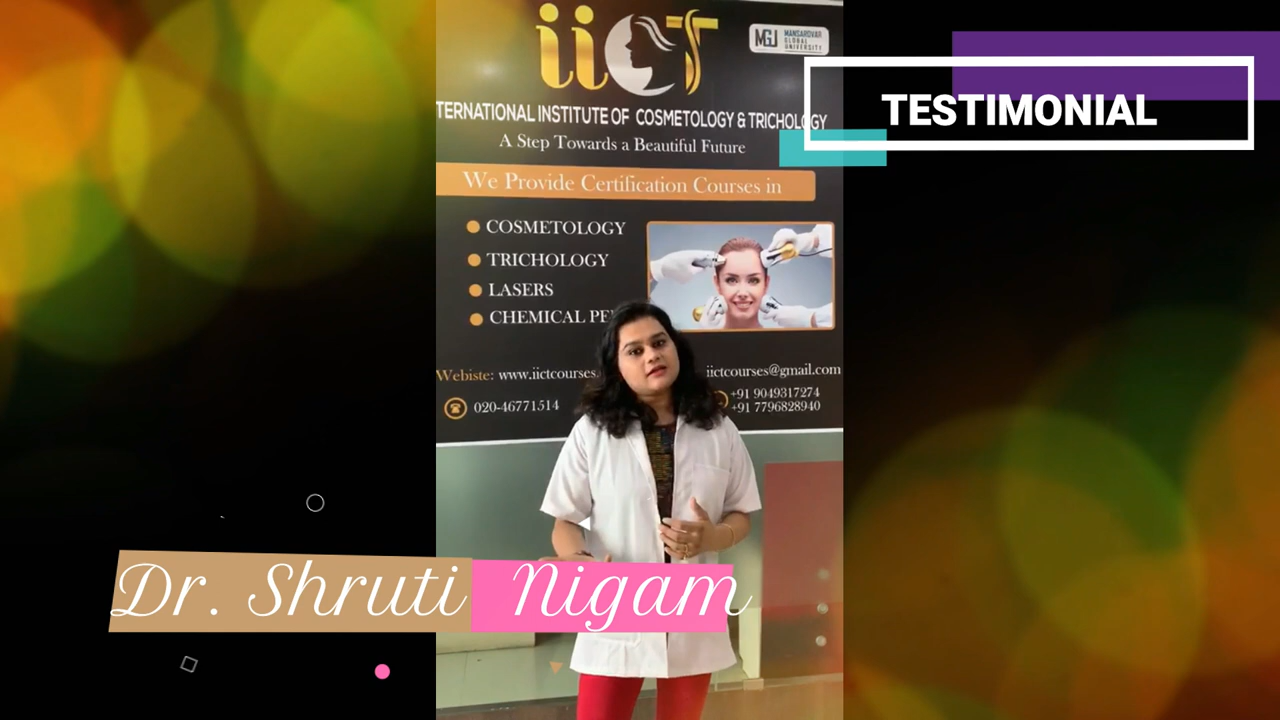 iiCT
MGU MANSAROVAR
GLOBAL
UNIVERSITY
TESTIMONIAL
TERNATIONAL INSTITUTE OF COSMETOLOGY & TRICHOLOGY
A Step Towards a Beautiful Future
We Provide Certification Courses in
COSMETOLOGY
TRICHOLOGY
LASERS
CHEMICAL PE
Webiste: www.iictcourses.
iictcourses@gmail.com
020-46771514
+91 9049317274
+91 7796828940
Dr. Shruti Nigam